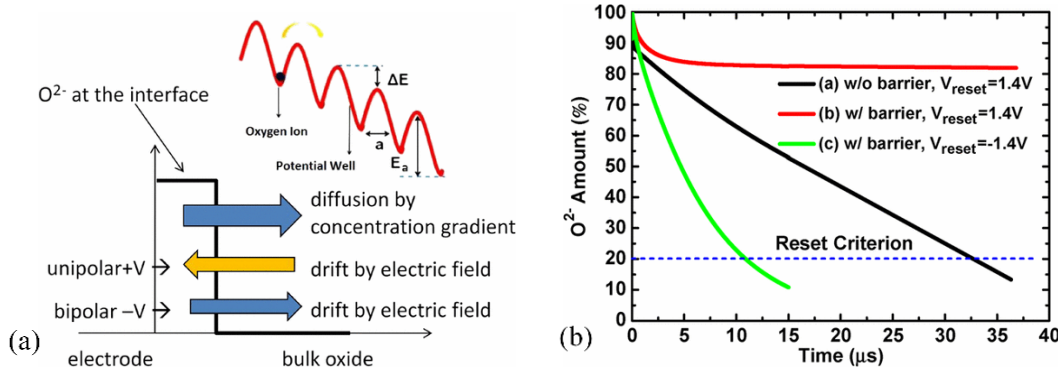 O²⁻ at the interface
Oxygen Ion
Potential Well
ΔE
a
Eₐ
diffusion by
concentration gradient
unipolar+V
drift by electric field
bipolar –V
drift by electric field
(a)
electrode
bulk oxide
100
90
80
70
60
50
40
30
20
10
0
O²⁻ Amount (%)
(a) w/o barrier, V_reset=1.4V
(b) w/ barrier, V_reset=1.4V
(c) w/ barrier, V_reset=-1.4V
Reset Criterion
0 5 10 15 20 25 30 35 40
Time (μs)
(b)